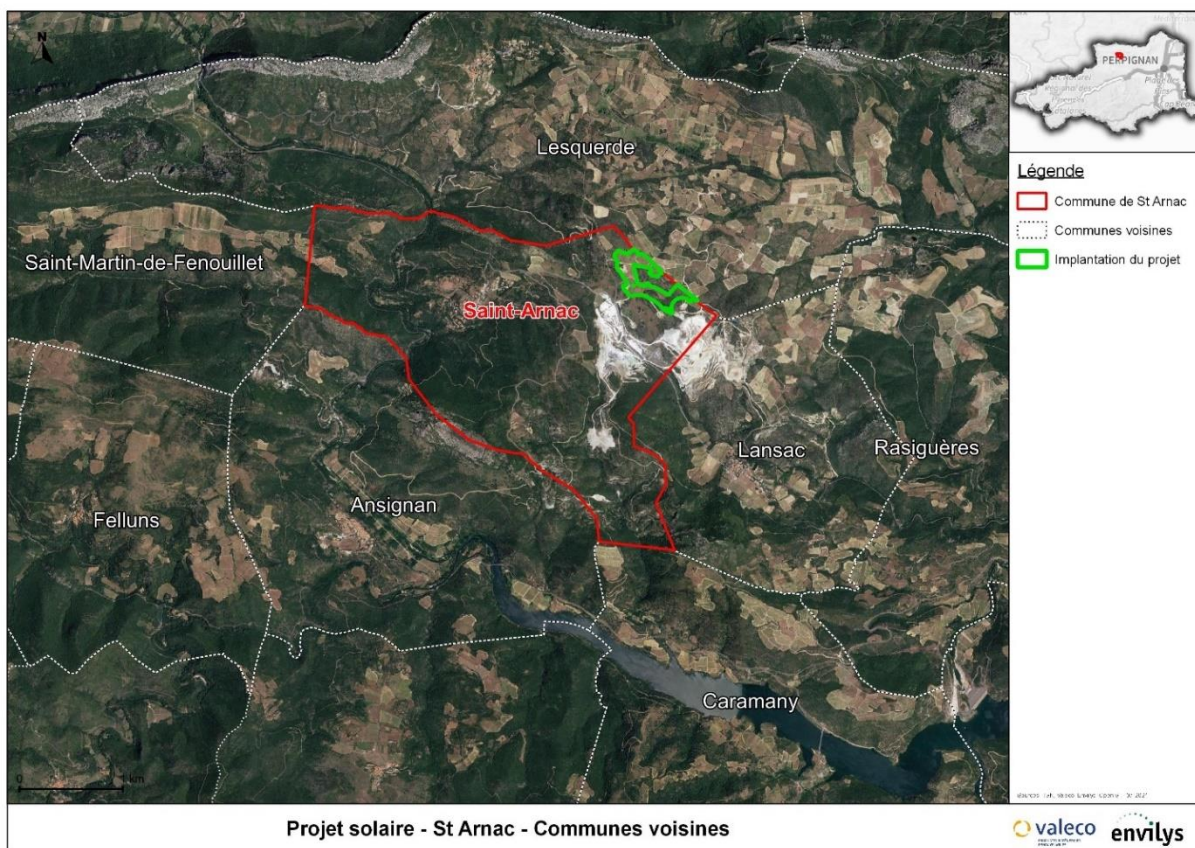 N
PERPIGNAN
Lesquerde
Légende
Commune de St Arnac
Communes voisines
Implantation du projet
Saint-Martin-de-Fenouillet
Saint-Arnac
Lansac
Rasiguères
Ansignan
Felluns
Caramany
0 1 km
Projet solaire - St Arnac - Communes voisines
valeco
envilys